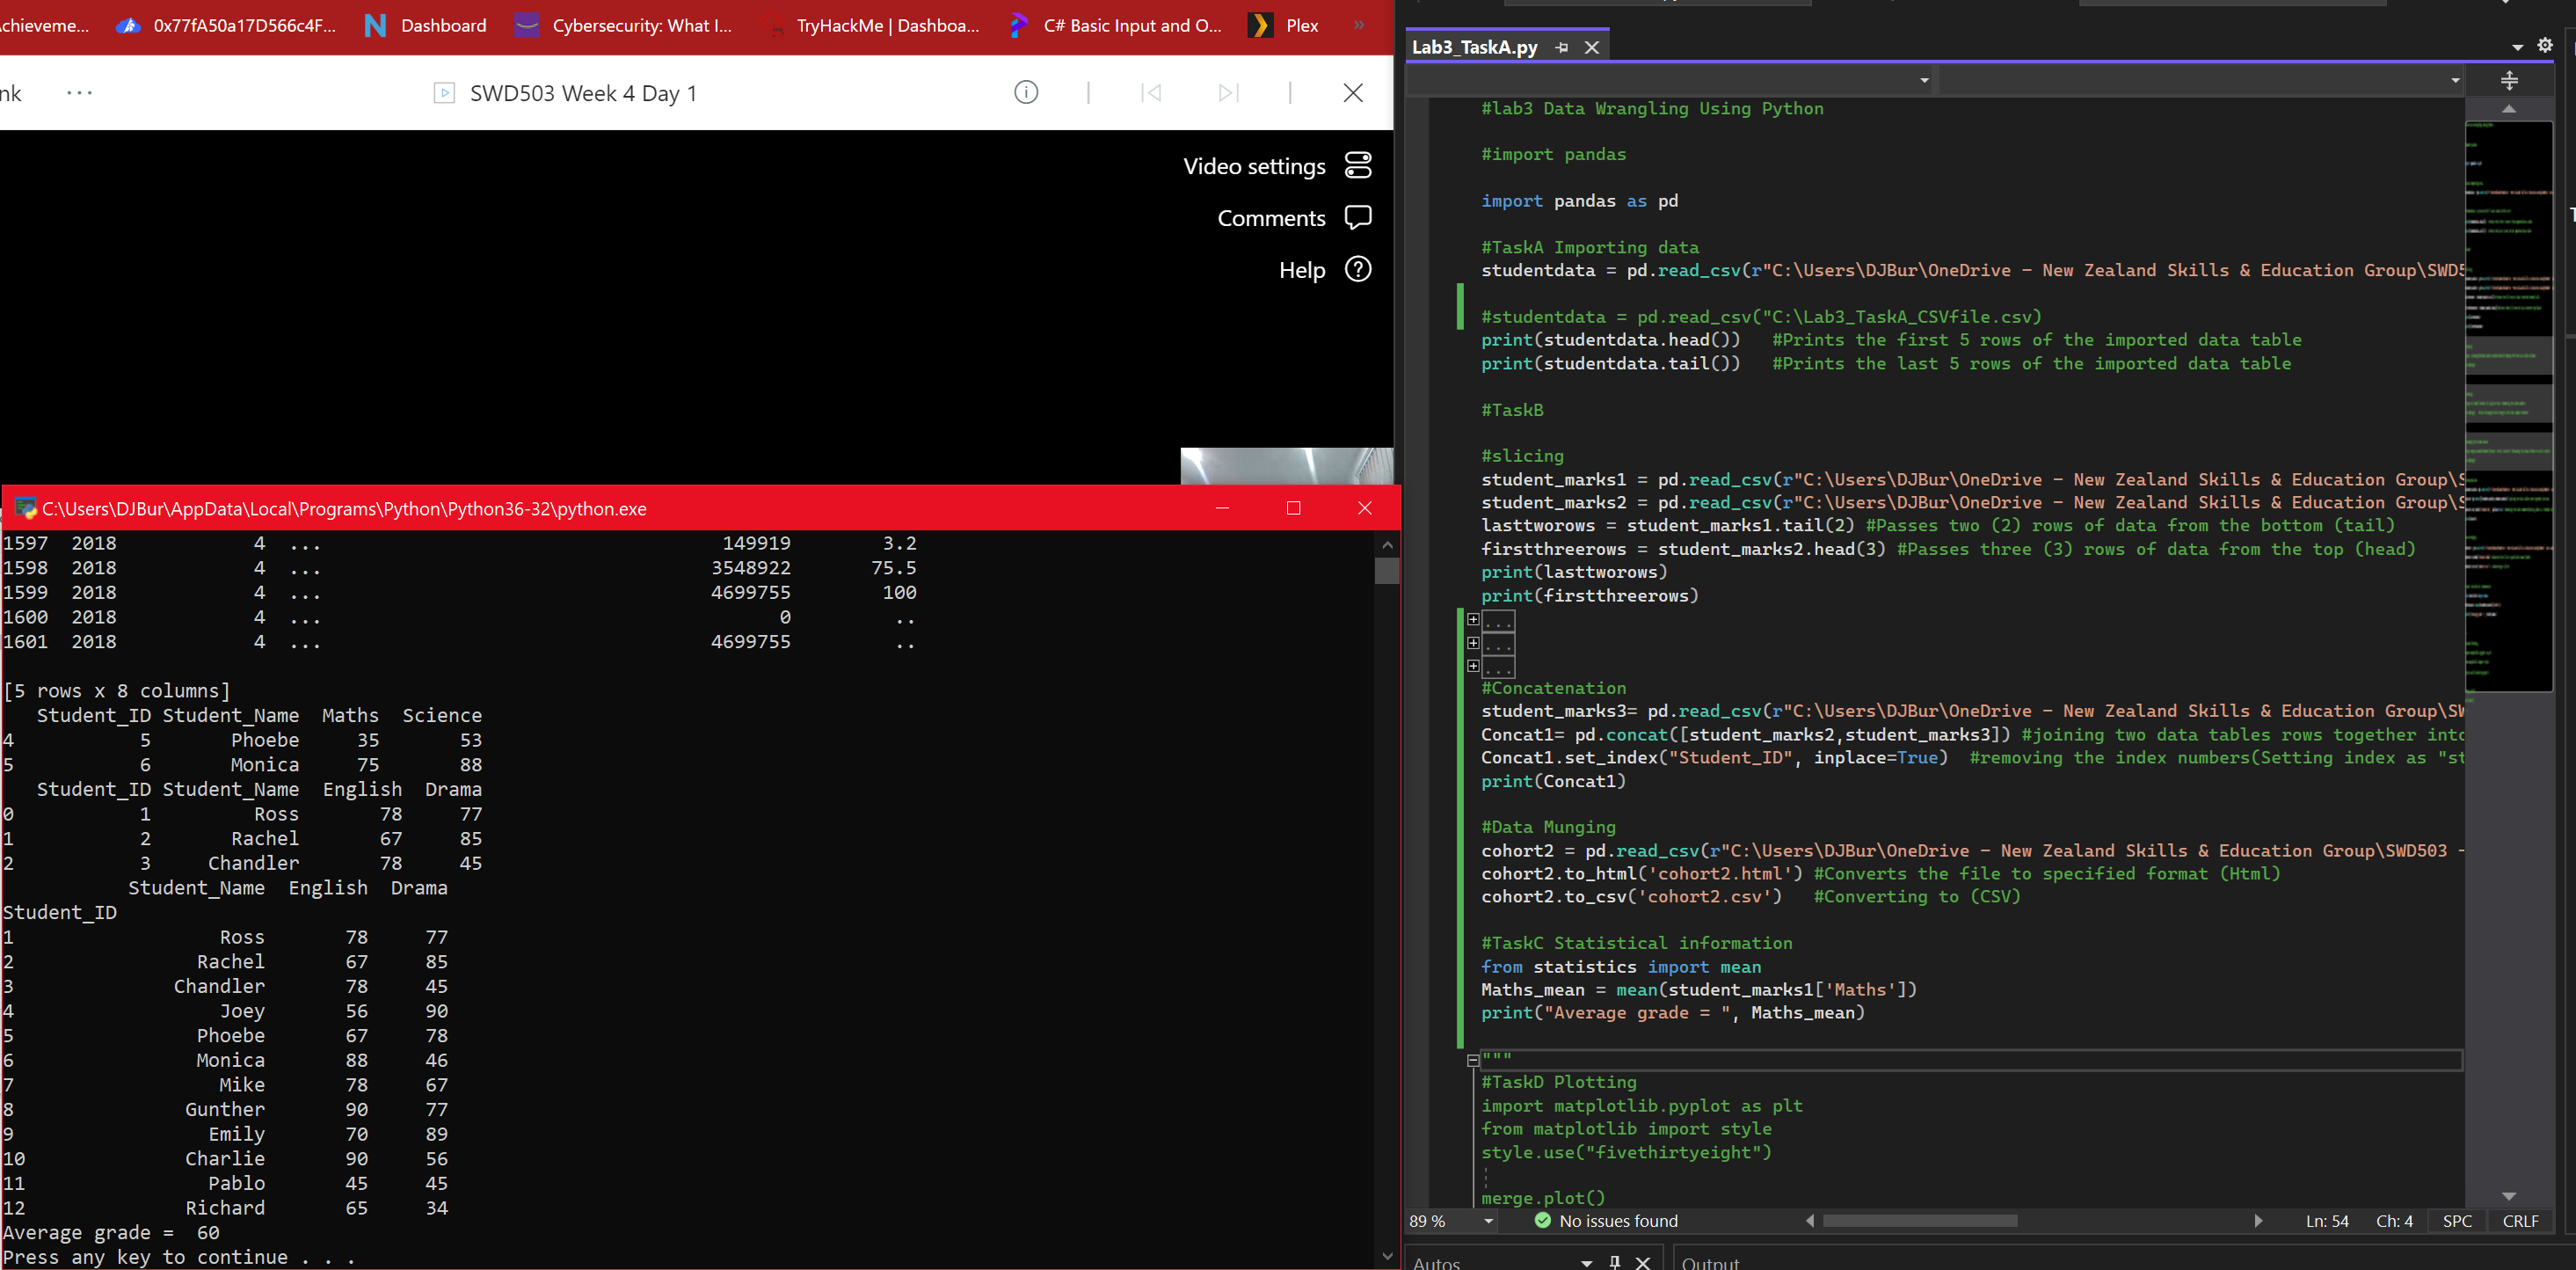 chieveme...
0x77fA50a17D566c4F...
Dashboard
Cybersecurity: What I...
TryHackMe | Dashboa...
C# Basic Input and O...
Plex
»
nk
...
SWD503 Week 4 Day 1
Video settings
Comments
Help
C:\Users\DJBur\AppData\Local\Programs\Python\Python36-32\python.exe
1597 2018 4 ... 149919 3.2
1598 2018 4 ... 3548922 75.5
1599 2018 4 ... 4699755 100
1600 2018 4 ... 0 ..
1601 2018 4 ... 4699755 ..
[5 rows x 8 columns]
Student_ID Student_Name Maths Science
4 5 Phoebe 35 53
5 6 Monica 75 88
Student_ID Student_Name English Drama
0 1 Ross 78 77
1 2 Rachel 67 85
2 3 Chandler 78 45
Student_Name English Drama
Student_ID
1 Ross 78 77
2 Rachel 67 85
3 Chandler 78 45
4 Joey 56 90
5 Phoebe 67 78
6 Monica 88 46
7 Mike 78 67
8 Gunther 90 77
9 Emily 70 89
10 Charlie 90 56
11 Pablo 45 45
12 Richard 65 34
Average grade = 60
Press any key to continue . . .
Lab3_TaskA.py
#lab3 Data Wrangling Using Python
#import pandas
import pandas as pd
#TaskA Importing data
studentdata = pd.read_csv(r"C:\Users\DJBur\OneDrive - New Zealand Skills & Education Group\SWD5
#studentdata = pd.read_csv("C:\Lab3_TaskA_CSVfile.csv)
print(studentdata.head()) #Prints the first 5 rows of the imported data table
print(studentdata.tail()) #Prints the last 5 rows of the imported data table
#TaskB
#slicing
student_marks1 = pd.read_csv(r"C:\Users\DJBur\OneDrive - New Zealand Skills & Education Group\S
student_marks2 = pd.read_csv(r"C:\Users\DJBur\OneDrive - New Zealand Skills & Education Group\S
lasttworows = student_marks1.tail(2) #Passes two (2) rows of data from the bottom (tail)
firstthreerows = student_marks2.head(3) #Passes three (3) rows of data from the top (head)
print(lasttworows)
print(firstthreerows)
...
...
...
#Concatenation
student_marks3= pd.read_csv(r"C:\Users\DJBur\OneDrive - New Zealand Skills & Education Group\SW
Concat1= pd.concat([student_marks2,student_marks3]) #joining two data tables rows together into
Concat1.set_index("Student_ID", inplace=True) #removing the index numbers(Setting index as "st
print(Concat1)
#Data Munging
cohort2 = pd.read_csv(r"C:\Users\DJBur\OneDrive - New Zealand Skills & Education Group\SWD503 -
cohort2.to_html('cohort2.html') #Converts the file to specified format (Html)
cohort2.to_csv('cohort2.csv') #Converting to (CSV)
#TaskC Statistical information
from statistics import mean
Maths_mean = mean(student_marks1['Maths'])
print("Average grade = ", Maths_mean)
"""
#TaskD Plotting
import matplotlib.pyplot as plt
from matplotlib import style
style.use("fivethirtyeight")
merge.plot()
89 %
No issues found
Ln: 54
Ch: 4
SPC
CRLF
Autos
Output